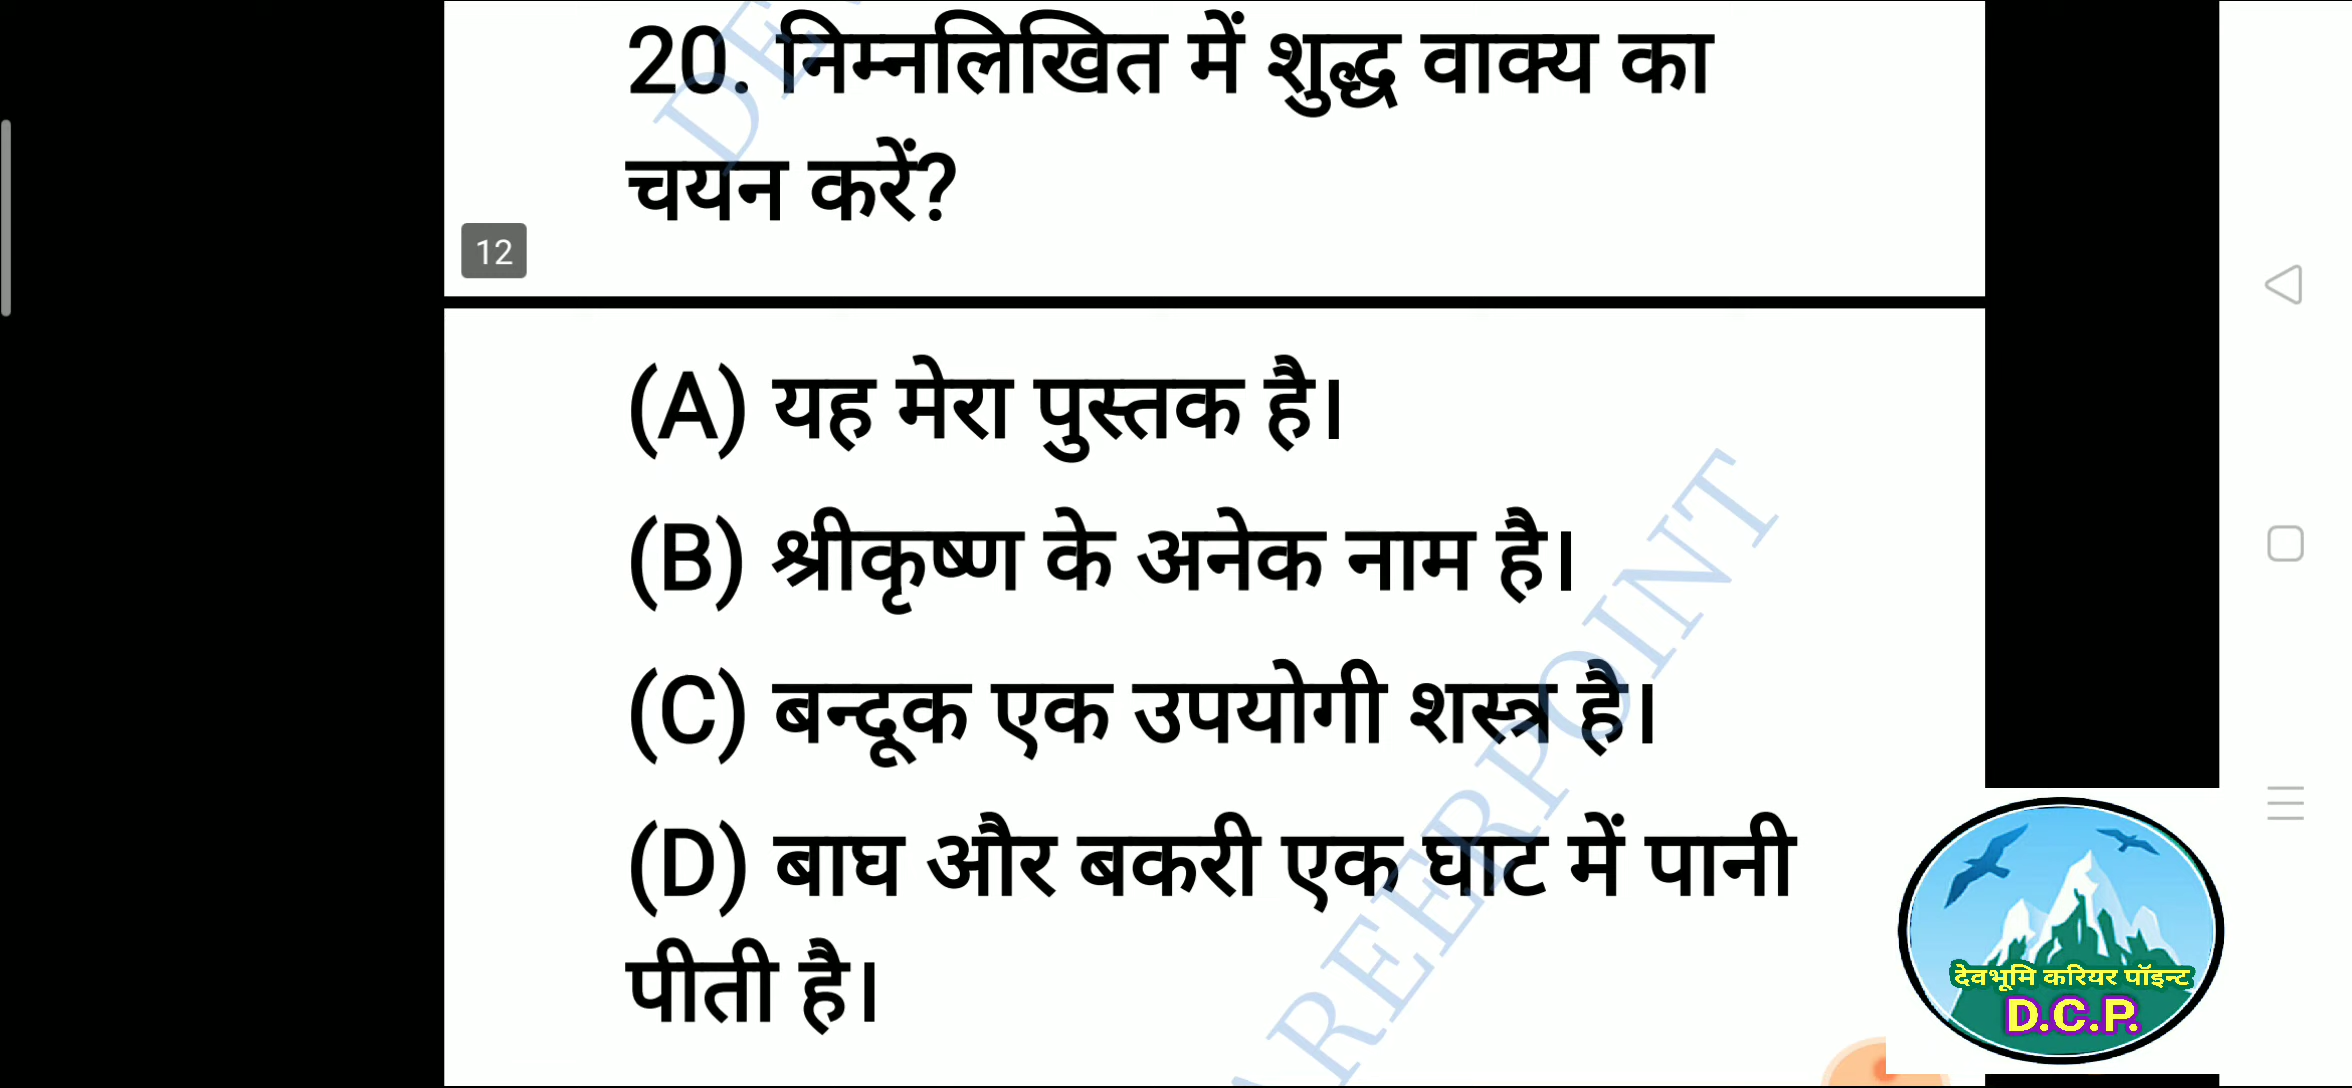 20. निम्नलिखित में शुद्ध वाक्य का
चयन करें?
12
(A) यह मेरा पुस्तक है।
(B) श्रीकृष्ण के अनेक नाम है।
(C) बन्दूक एक उपयोगी शस्त्र है।
(D) बाघ और बकरी एक घाट में पानी
पीती है।
REERPOINT
देवभूमि करियर पॉइन्ट
D.C.P.